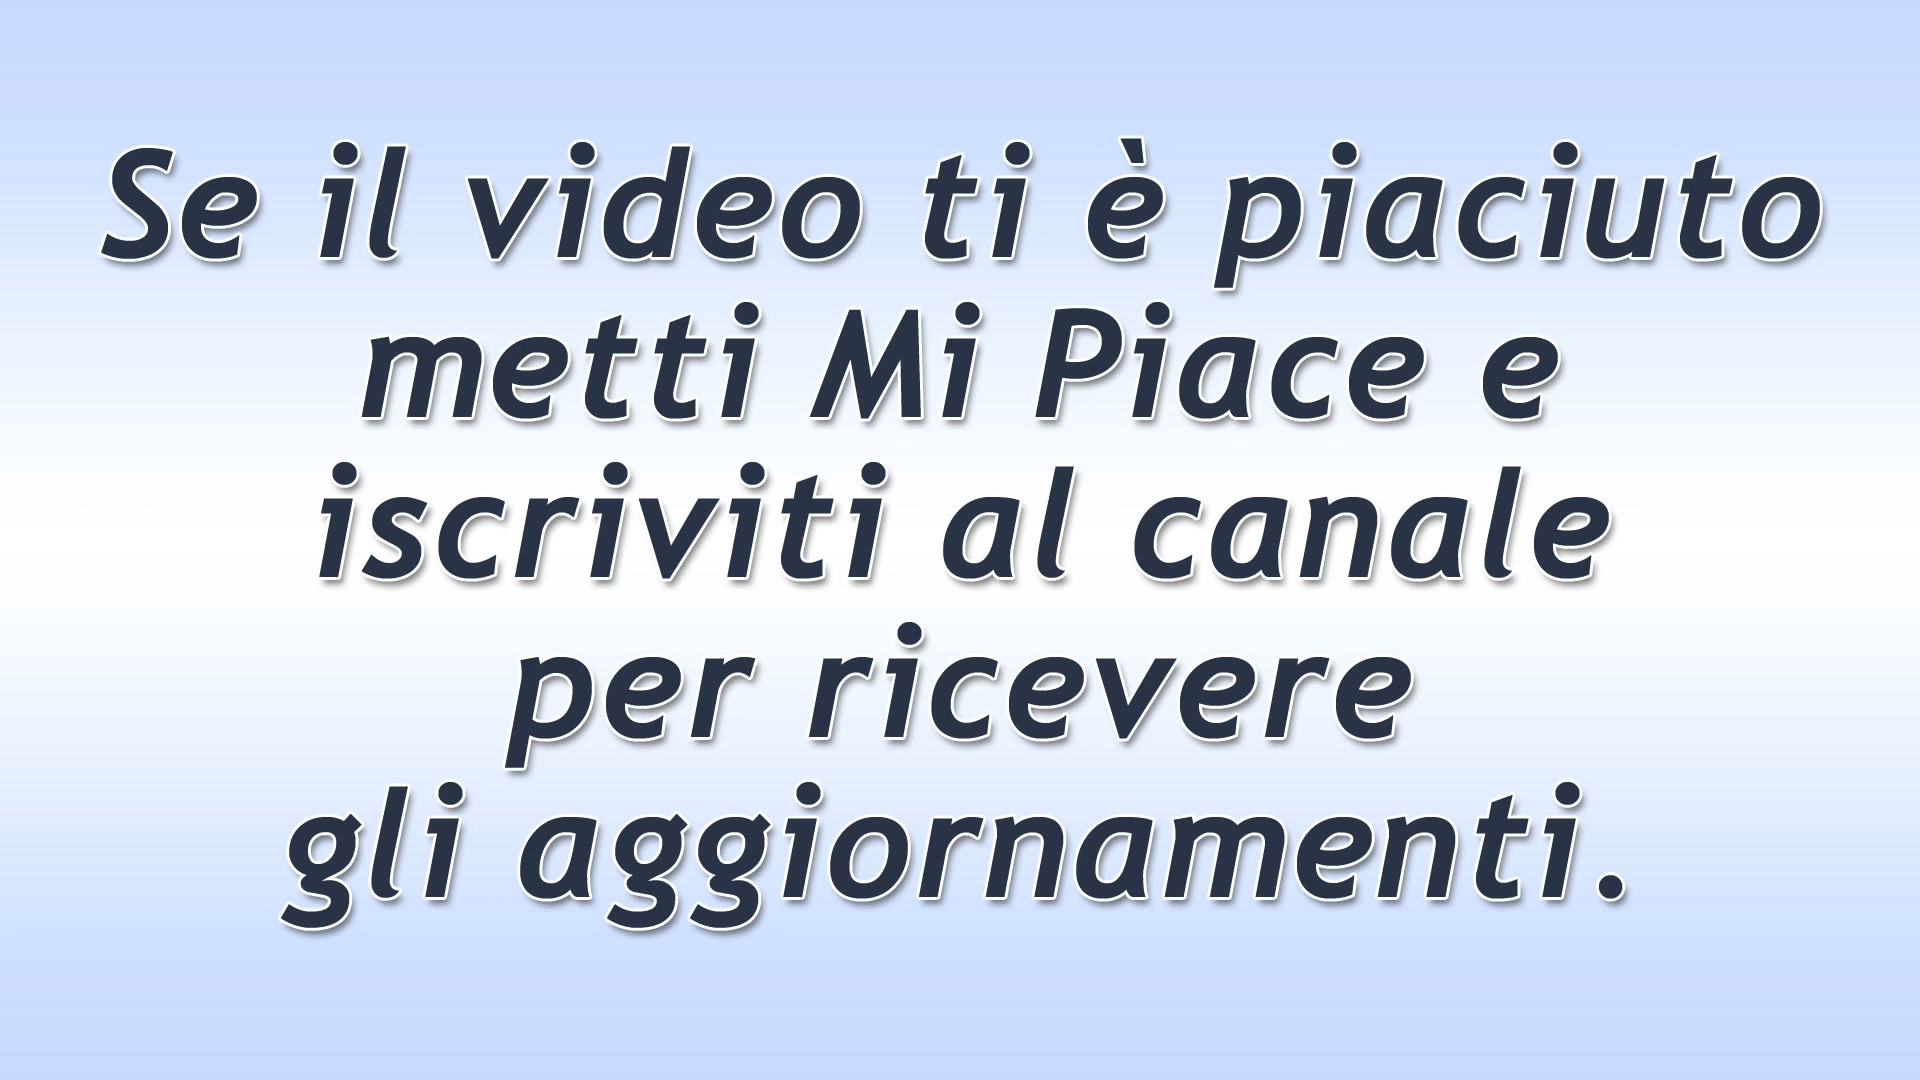 Se il video ti è piaciuto
metti Mi Piace e
iscriviti al canale
per ricevere
gli aggiornamenti.